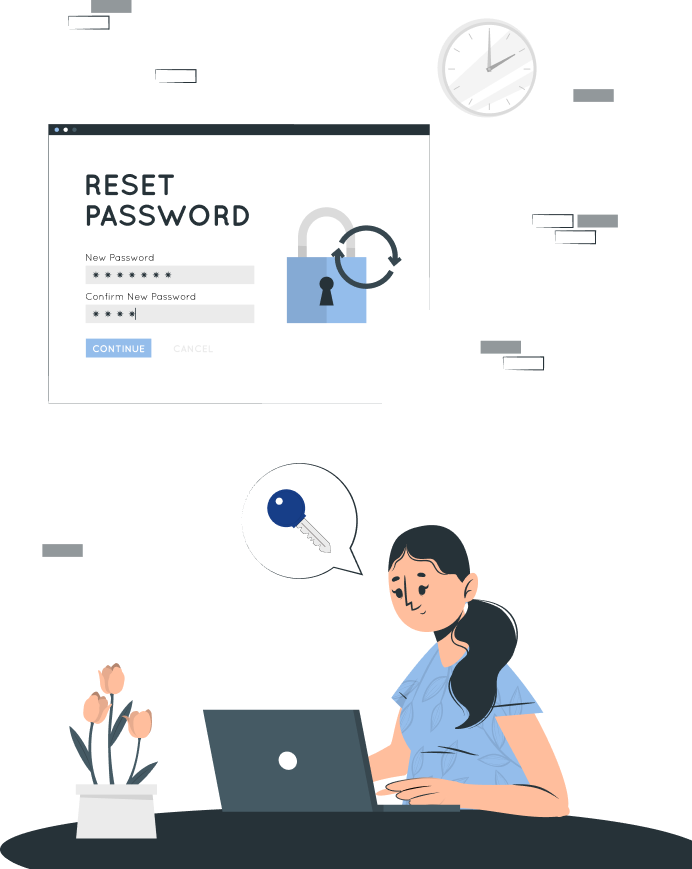 RESET
PASSWORD
New Password
*******
Confirm New Password
****
CONTINUE CANCEL